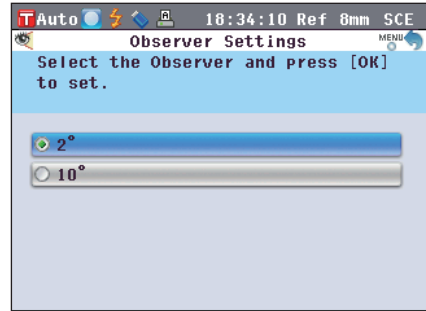 T Auto A 18:34:10 Ref 8mm SCE
Observer Settings MENU
Select the Observer and press [OK]
to set.
2°
10°